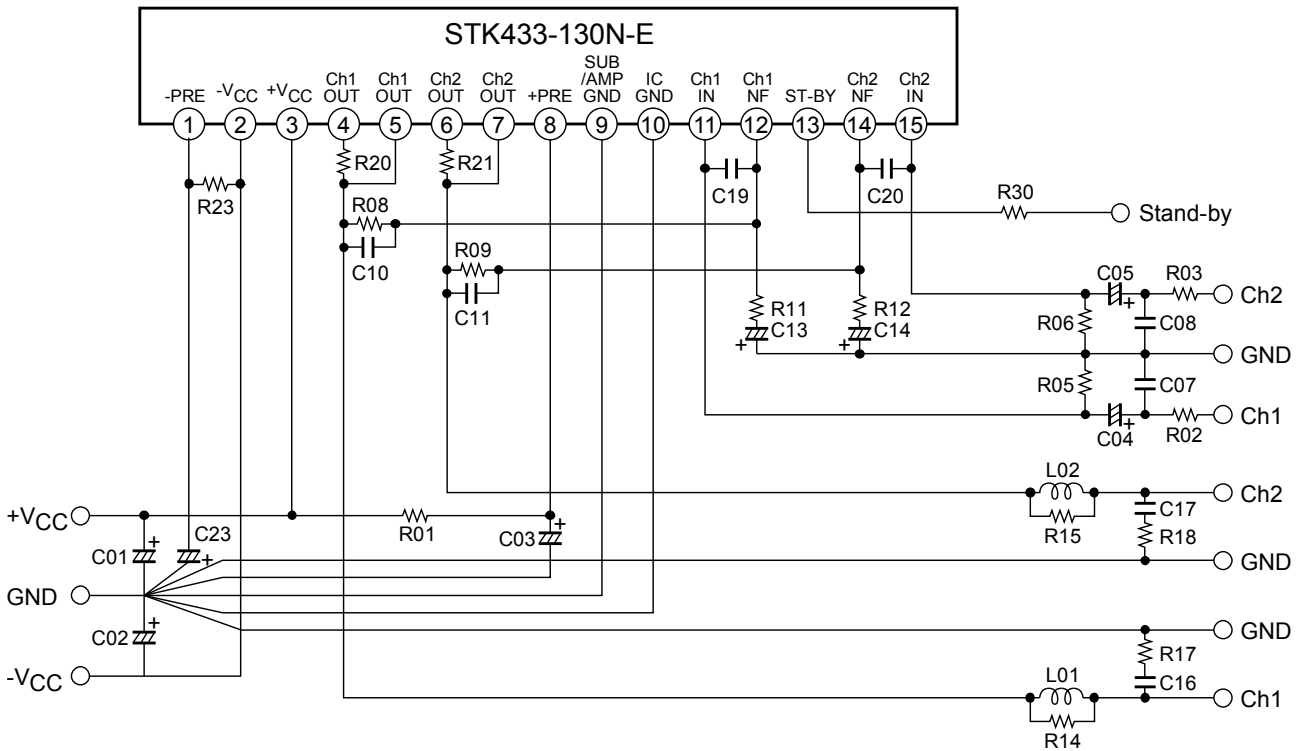 STK433-130N-E
-PRE -VCC +VCC Ch1 OUT Ch1 OUT Ch2 OUT Ch2 OUT +PRE SUB /AMP GND IC GND Ch1 IN Ch1 NF ST-BY Ch2 NF Ch2 IN
1 2 3 4 5 6 7 8 9 10 11 12 13 14 15
R20 R21
C19 C20
R23
R30
Stand-by
R08
C10
R09
C11
C05 R03
+
Ch2
R11 R12
C13 C14
+ +
R06 C08
GND
R05 C07
Ch1
+
C04 R02
L02
Ch2
R15
C17
R18
GND
+VCC
R01
C01 + C23 + C03 +
GND
C02 +
-VCC
GND
R17
C16
L01
Ch1
R14